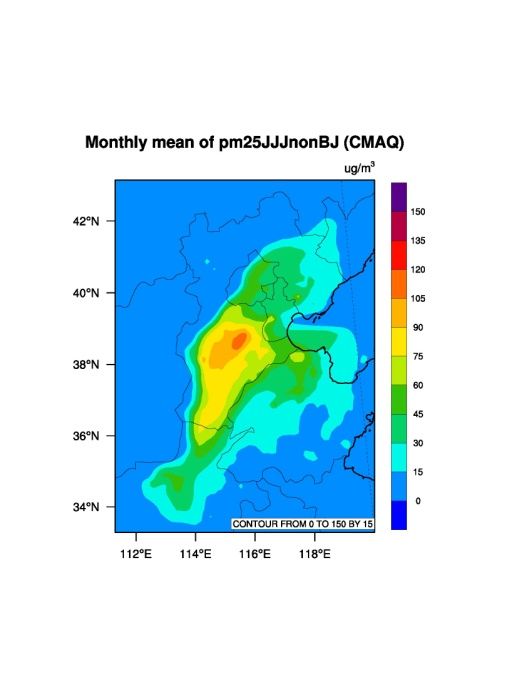 Monthly mean of pm25JJJnonBJ (CMAQ)
ug/m³
42°N
40°N
38°N
36°N
34°N
112°E 114°E 116°E 118°E
150
135
120
105
90
75
60
45
30
15
0
CONTOUR FROM 0 TO 150 BY 15